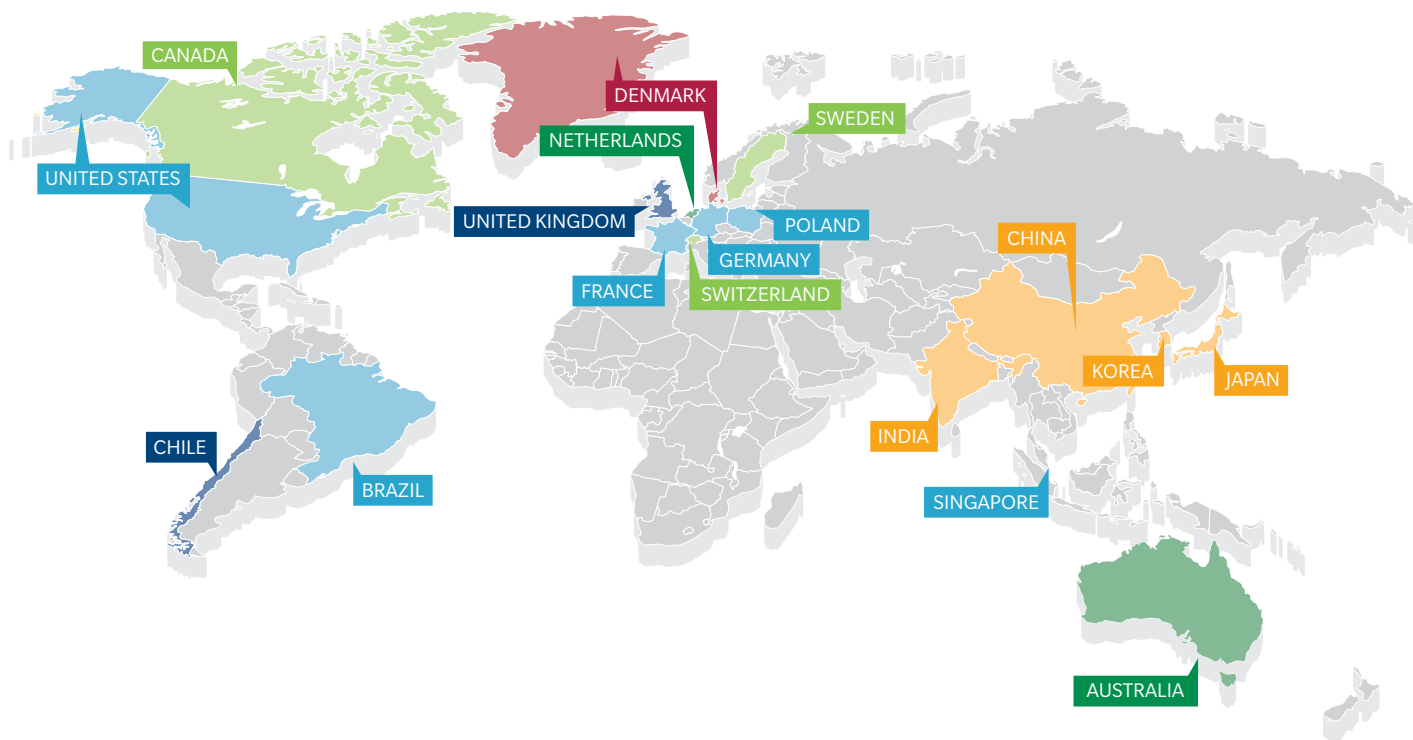 CANADA
DENMARK
SWEDEN
NETHERLANDS
UNITED STATES
UNITED KINGDOM
POLAND
CHINA
GERMANY
FRANCE
SWITZERLAND
KOREA
JAPAN
INDIA
CHILE
BRAZIL
SINGAPORE
AUSTRALIA